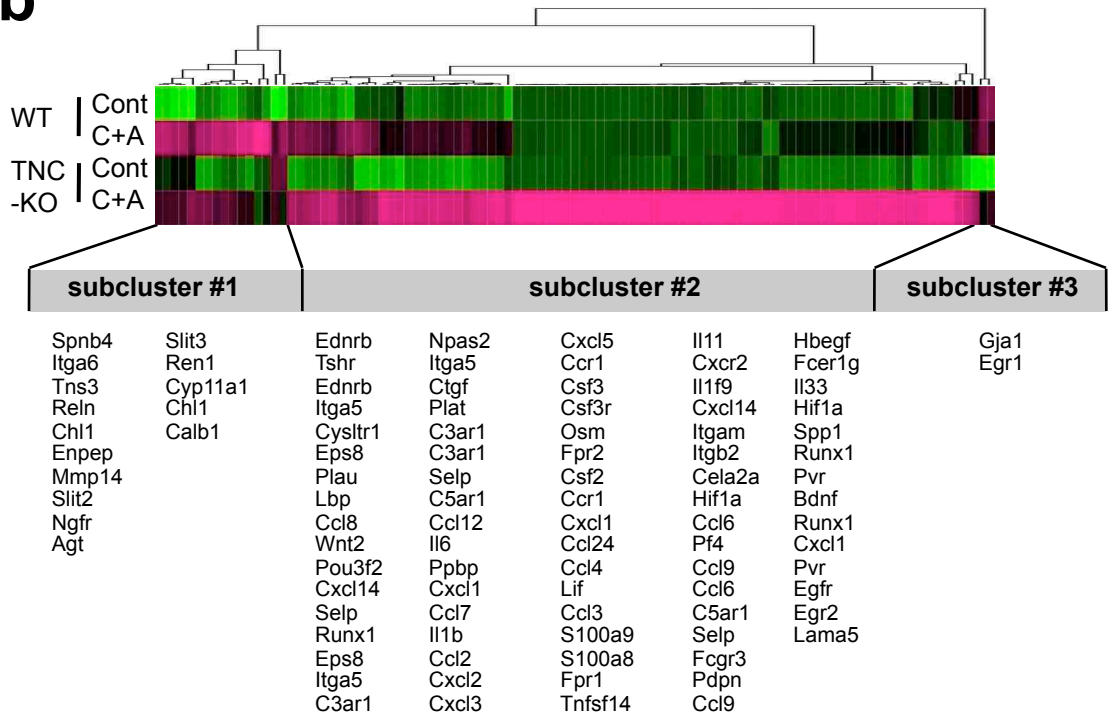 b
WT
Cont
C+A
TNC
-KO
Cont
C+A
subcluster #1 subcluster #2 subcluster #3
Spnb4 Slit3 Ednrb Npas2 Cxcl5 Il11 Hbegf Gja1
Itga6 Ren1 Tshr Itga5 Ccr1 Cxcr2 Fcer1g Egr1
Tns3 Cyp11a1 Ednrb Ctgf Csf3 Il1f9 Il33
Reln Chl1 Itga5 Plat Csf3r Cxcl14 Hif1a
Chl1 Calb1 Cysltr1 C3ar1 Osm Itgam Spp1
Enpep Eps8 C3ar1 Fpr2 Itgb2 Runx1
Mmp14 Plau Selp Csf2 Cela2a Pvr
Slit2 Lbp C5ar1 Ccr1 Hif1a Bdnf
Ngfr Ccl8 Ccl12 Cxcl1 Ccl6 Runx1
Agt Wnt2 Il6 Ccl24 Pf4 Cxcl1
Pou3f2 Ppbp Ccl4 Ccl9 Pvr
Cxcl14 Cxcl1 Lif Ccl6 Egfr
Selp Ccl7 Ccl3 C5ar1 Egr2
Runx1 Il1b S100a9 Selp Lama5
Eps8 Ccl2 S100a8 Fcgr3
Itga5 Cxcl2 Fpr1 Pdpn
C3ar1 Cxcl3 Tnfsf14 Ccl9